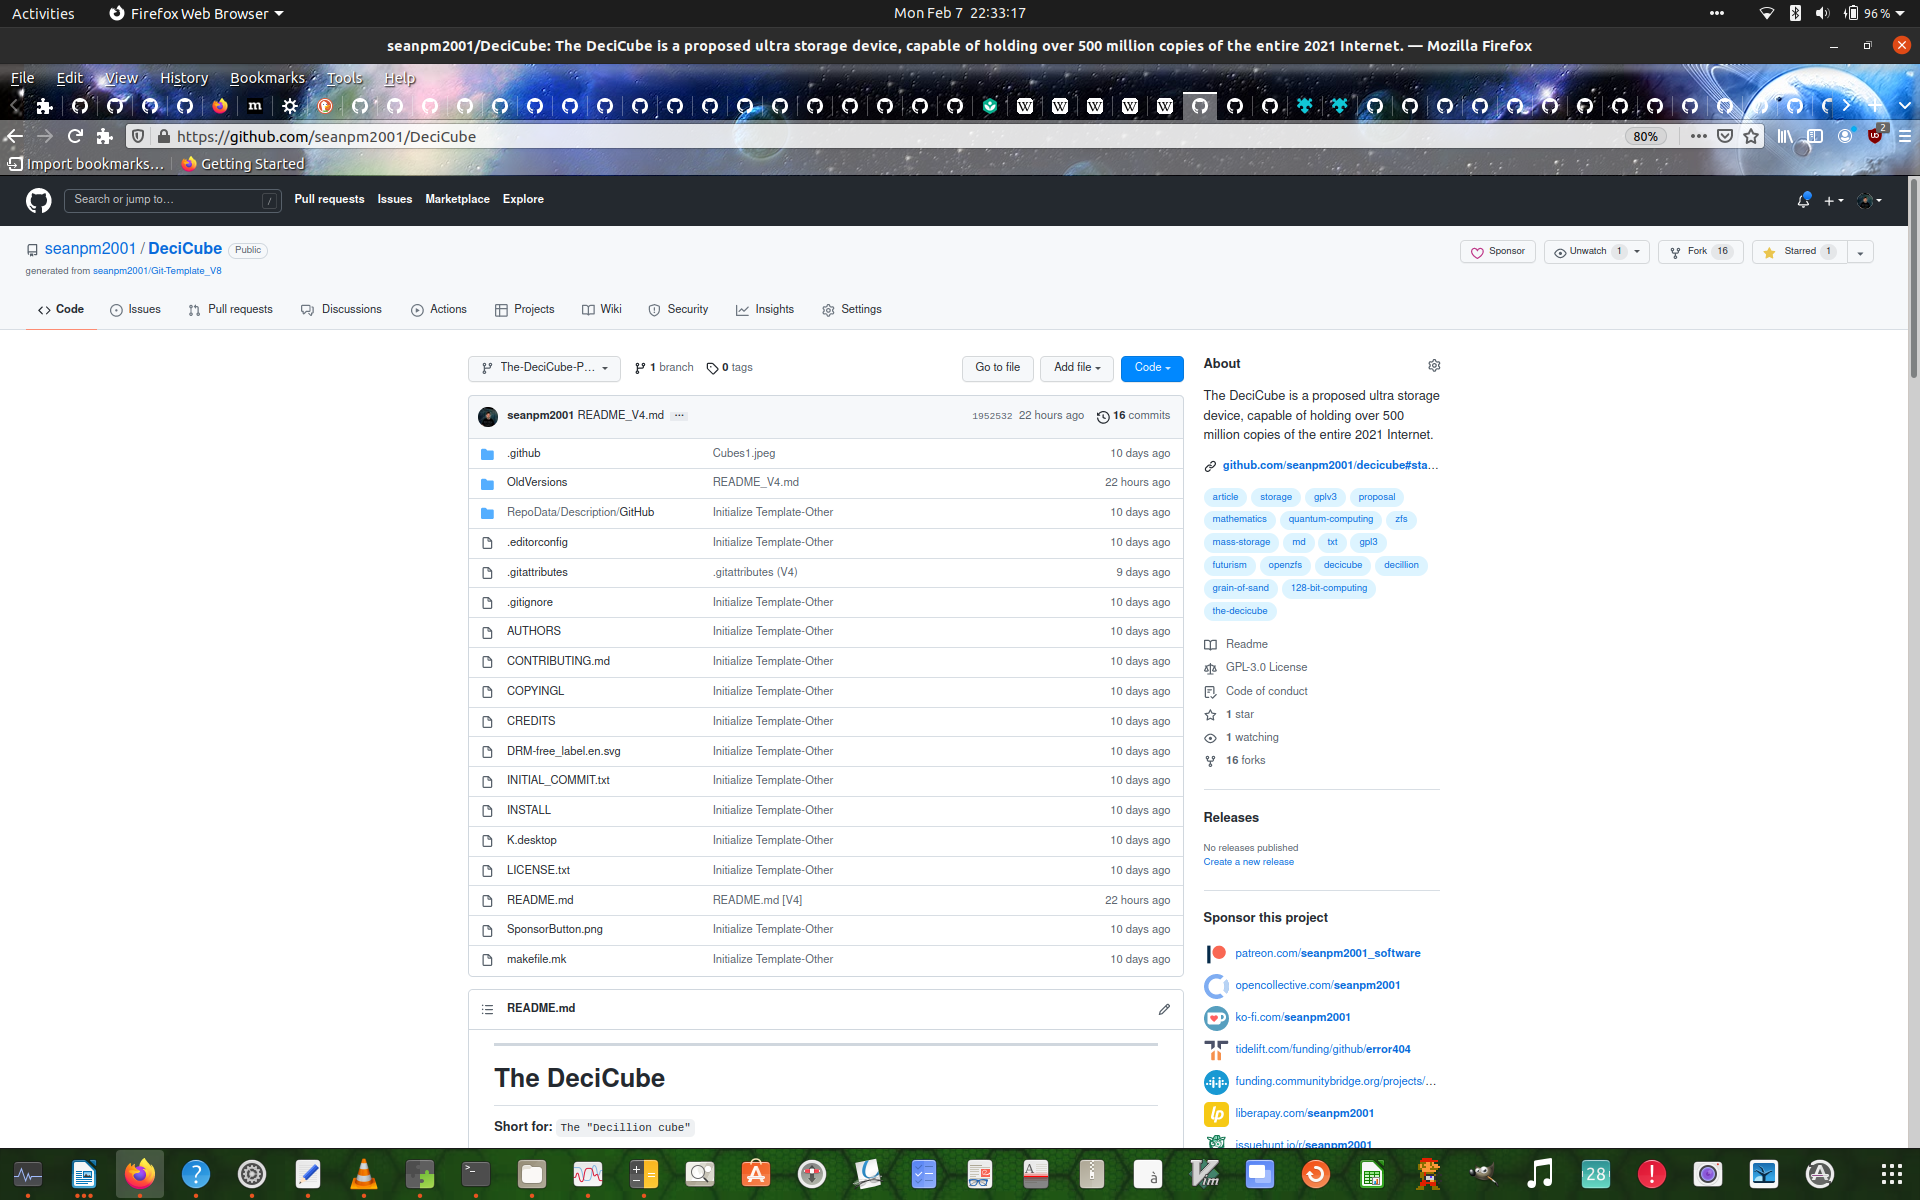 Activities
Firefox Web Browser
Mon Feb 7 22:33:17
96 %
seanpm2001/DeciCube: The DeciCube is a proposed ultra storage device, capable of holding over 500 million copies of the entire 2021 Internet. — Mozilla Firefox
File Edit View History Bookmarks Tools Help
https://github.com/seanpm2001/DeciCube
80%
2
Import bookmarks…
Getting Started
Search or jump to…
/
Pull requests
Issues
Marketplace
Explore
seanpm2001 / DeciCube
Public
generated from seanpm2001/Git-Template_V8
Sponsor
Unwatch 1
Fork 16
Starred 1
Code
Issues
Pull requests
Discussions
Actions
Projects
Wiki
Security
Insights
Settings
The-DeciCube-P…
1 branch
0 tags
Go to file
Add file
Code
seanpm2001 README_V4.md
1952532 22 hours ago
16 commits
.github Cubes1.jpeg 10 days ago
OldVersions README_V4.md 22 hours ago
RepoData/Description/GitHub Initialize Template-Other 10 days ago
.editorconfig Initialize Template-Other 10 days ago
.gitattributes .gitattributes (V4) 9 days ago
.gitignore Initialize Template-Other 10 days ago
AUTHORS Initialize Template-Other 10 days ago
CONTRIBUTING.md Initialize Template-Other 10 days ago
COPYINGL Initialize Template-Other 10 days ago
CREDITS Initialize Template-Other 10 days ago
DRM-free_label.en.svg Initialize Template-Other 10 days ago
INITIAL_COMMIT.txt Initialize Template-Other 10 days ago
INSTALL Initialize Template-Other 10 days ago
K.desktop Initialize Template-Other 10 days ago
LICENSE.txt Initialize Template-Other 10 days ago
README.md README.md [V4] 22 hours ago
SponsorButton.png Initialize Template-Other 10 days ago
makefile.mk Initialize Template-Other 10 days ago
README.md
The DeciCube
Short for: The "Decillion cube"
About
The DeciCube is a proposed ultra storage
device, capable of holding over 500
million copies of the entire 2021 Internet.
github.com/seanpm2001/decicube#sta…
article storage gplv3 proposal
mathematics quantum-computing zfs
mass-storage md txt gpl3
futurism openzfs decicube decillion
grain-of-sand 128-bit-computing
the-decicube
Readme
GPL-3.0 License
Code of conduct
1 star
1 watching
16 forks
Releases
No releases published
Create a new release
Sponsor this project
patreon.com/seanpm2001_software
opencollective.com/seanpm2001
ko-fi.com/seanpm2001
tidelift.com/funding/github/error404
funding.communitybridge.org/projects/…
liberapay.com/seanpm2001
issuehunt.io/r/seanpm2001
28